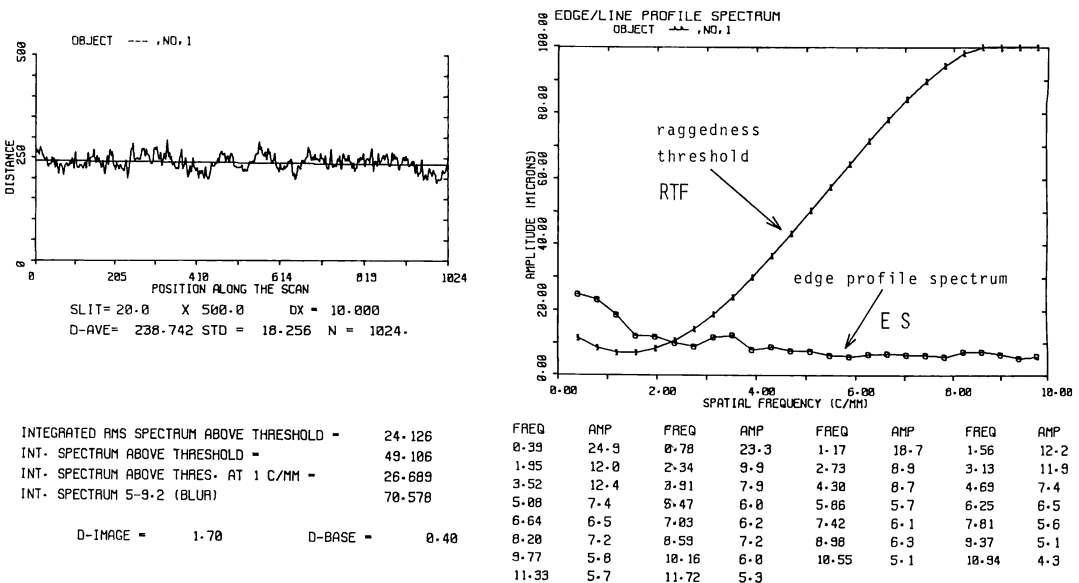 OBJECT --- ,NO,1
500
250
0
DISTANCE
0 205 410 614 819 1024
POSITION ALONG THE SCAN
SLIT= 20.0 X 500.0 DX = 10.000
D-AVE= 238.742 STD = 18.256 N = 1024.
EDGE/LINE PROFILE SPECTRUM
OBJECT ,NO,1
100.00
80.00
60.00
40.00
20.00
0.00
AMPLITUDE (MICRONS)
raggedness
threshold
RTF
edge profile spectrum
ES
0.00 2.00 4.00 6.00 8.00 10.00
SPATIAL FREQUENCY (C/MM)
INTEGRATED RMS SPECTRUM ABOVE THRESHOLD = 24.126
INT. SPECTRUM ABOVE THRESHOLD = 49.106
INT. SPECTRUM ABOVE THRES. AT 1 C/MM = 26.689
INT. SPECTRUM 5-9.2 (BLUR) 70.578
D-IMAGE = 1.70 D-BASE = 0.40
FREQ AMP FREQ AMP FREQ AMP FREQ AMP
0.39 24.9 0.78 23.3 1.17 18.7 1.56 12.2
1.95 12.0 2.34 9.9 2.73 8.9 3.13 11.9
3.52 12.4 3.91 7.9 4.30 8.7 4.69 7.4
5.08 7.4 5.47 6.0 5.86 5.7 6.25 6.5
6.64 6.5 7.03 6.2 7.42 6.1 7.81 5.6
8.20 7.2 8.59 7.2 8.98 6.3 9.37 5.1
9.77 5.8 10.16 6.0 10.55 5.1 10.94 4.3
11.33 5.7 11.72 5.3